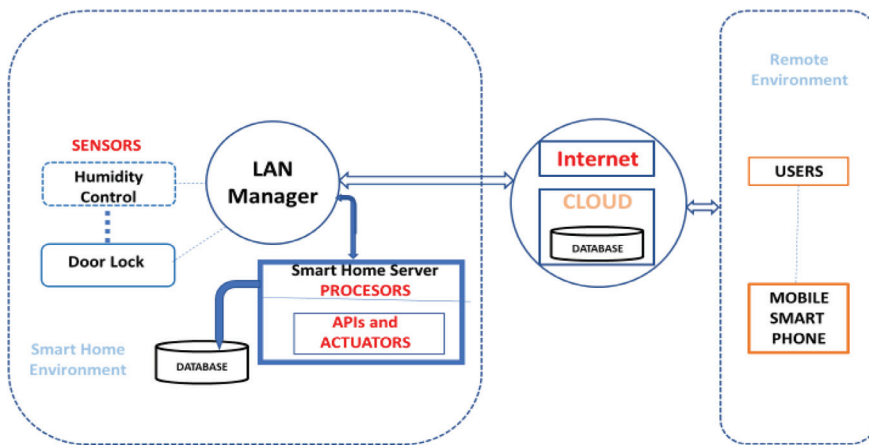 SENSORS
Humidity
Control
Door Lock
LAN
Manager
Smart Home Server
PROCESORS
APIs and
ACTUATORS
DATABASE
Smart Home
Environment
Internet
CLOUD
DATABASE
Remote
Environment
USERS
MOBILE
SMART
PHONE